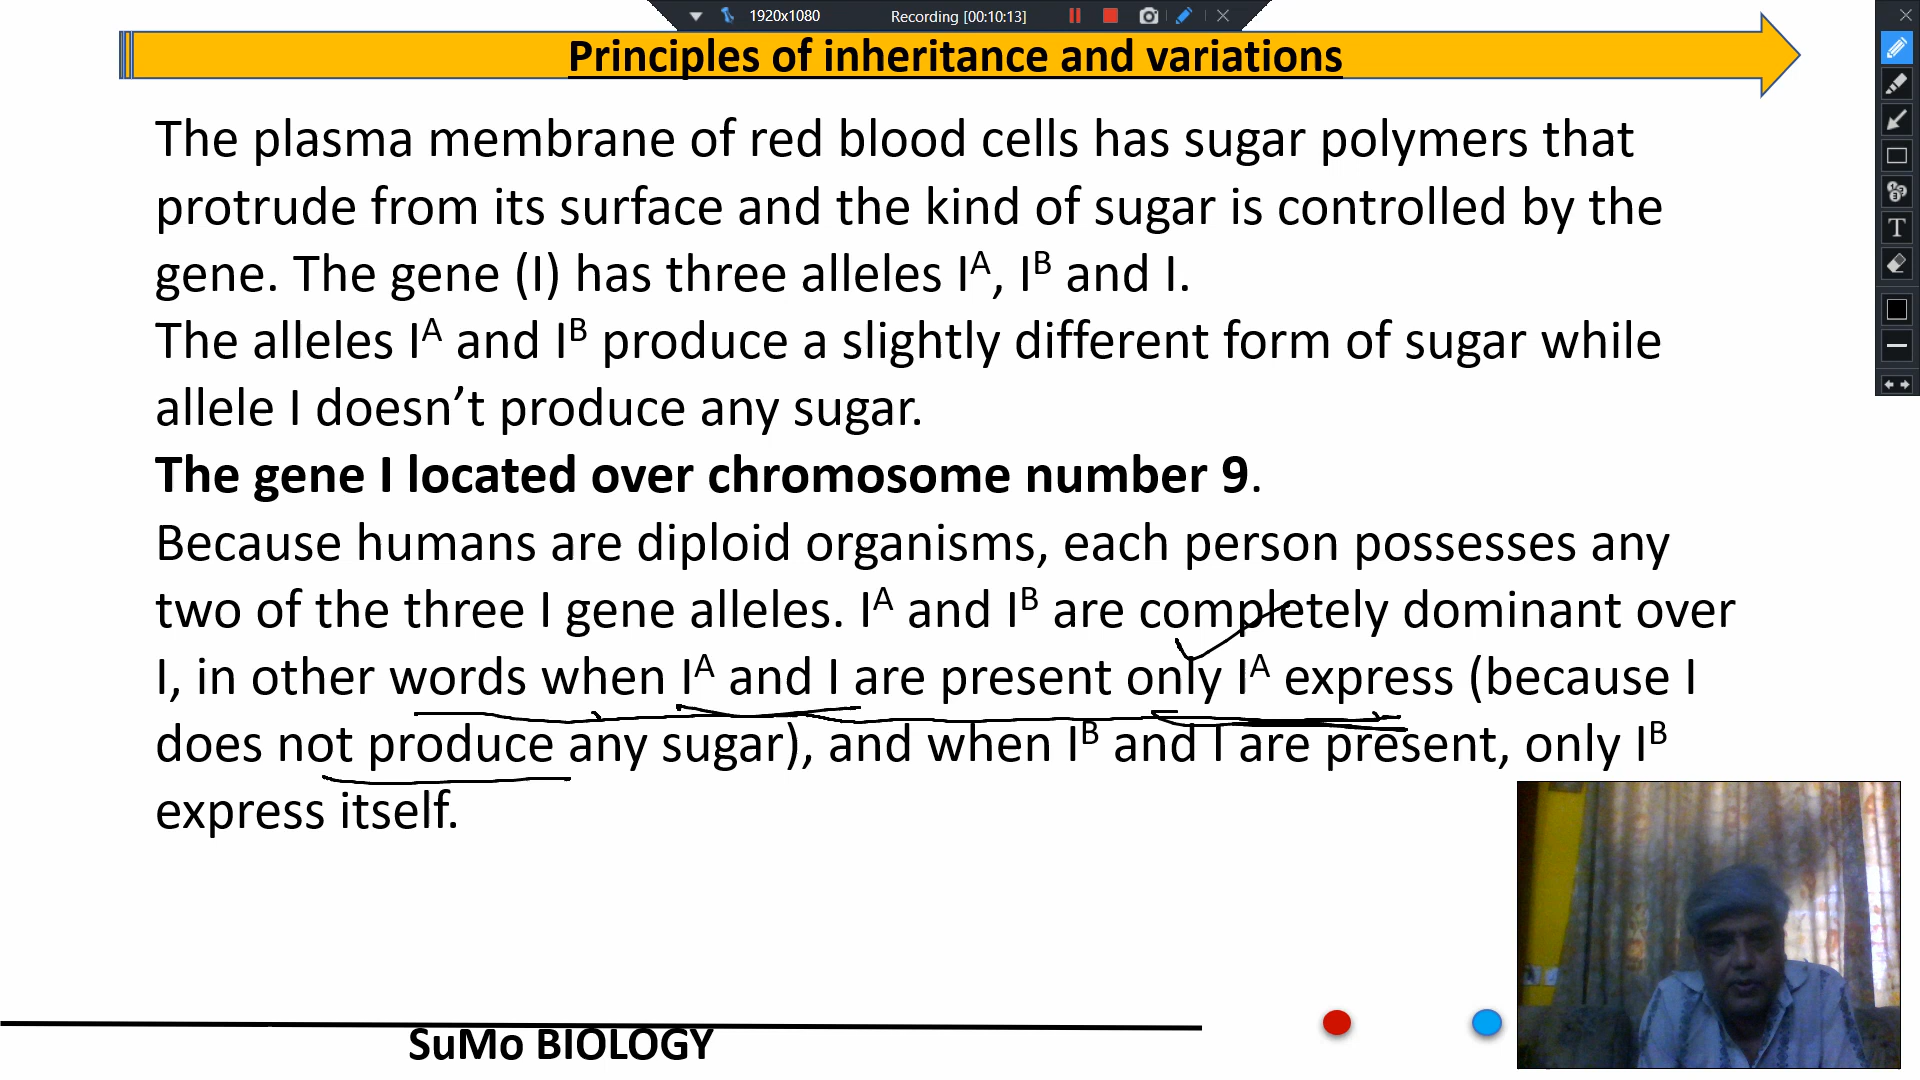 1920x1080 Recording [00:10:13]
Principles of inheritance and variations
The plasma membrane of red blood cells has sugar polymers that
protrude from its surface and the kind of sugar is controlled by the
gene. The gene (I) has three alleles Iᴬ, Iᴮ and I.
The alleles Iᴬ and Iᴮ produce a slightly different form of sugar while
allele I doesn’t produce any sugar.
The gene I located over chromosome number 9.
Because humans are diploid organisms, each person possesses any
two of the three I gene alleles. Iᴬ and Iᴮ are completely dominant over
I, in other words when Iᴬ and I are present only Iᴬ express (because I
does not produce any sugar), and when Iᴮ and I are present, only Iᴮ
express itself.
SuMo BIOLOGY